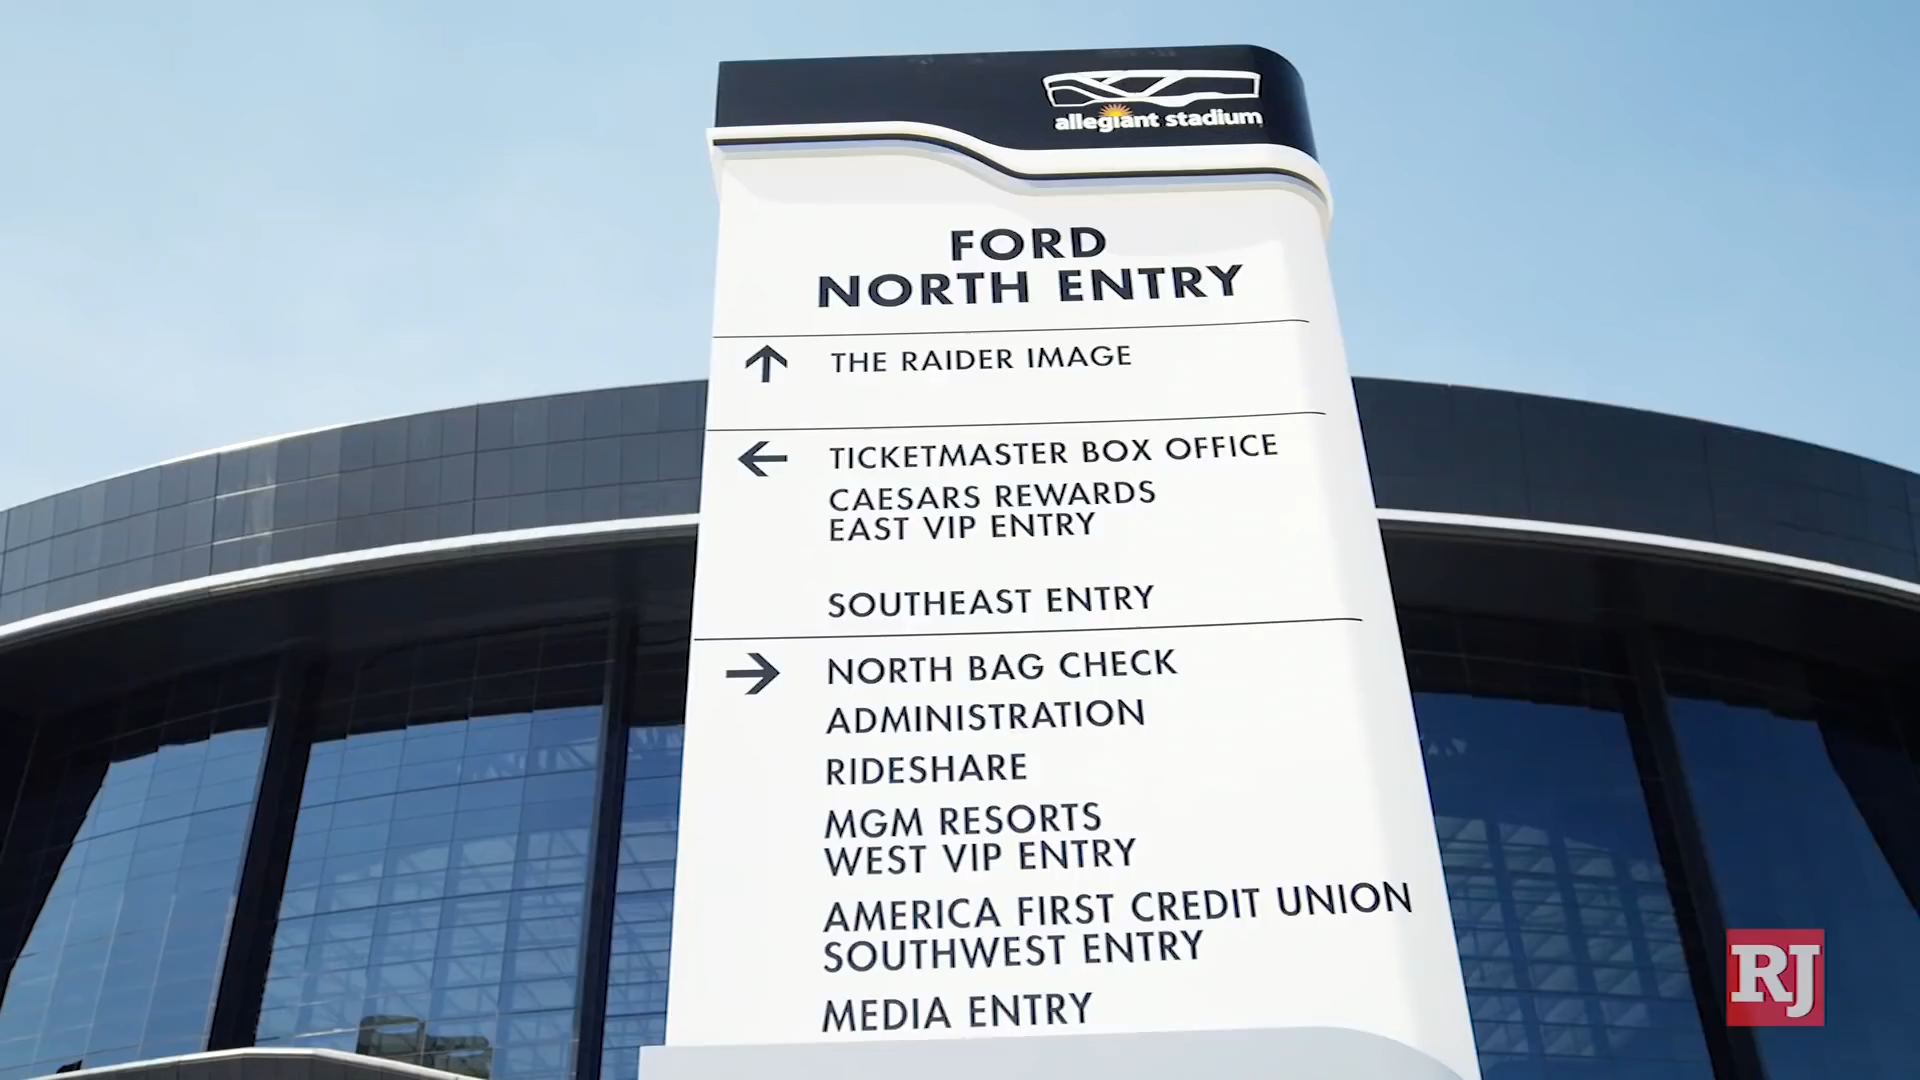 allegiant stadium
FORD
NORTH ENTRY
THE RAIDER IMAGE
TICKETMASTER BOX OFFICE
CAESARS REWARDS
EAST VIP ENTRY
SOUTHEAST ENTRY
NORTH BAG CHECK
ADMINISTRATION
RIDESHARE
MGM RESORTS
WEST VIP ENTRY
AMERICA FIRST CREDIT UNION
SOUTHWEST ENTRY
MEDIA ENTRY
RJ